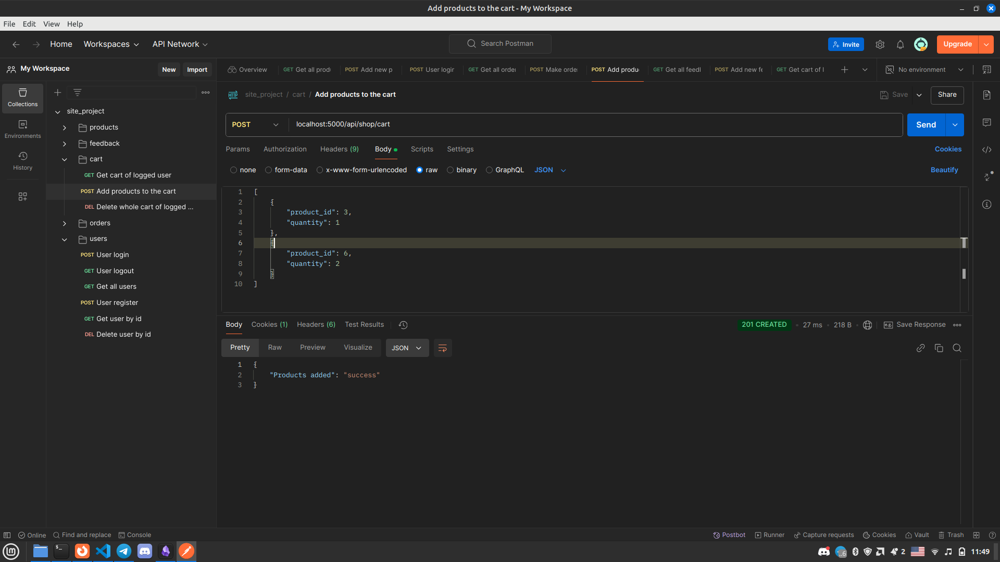 Add products to the cart - My Workspace
File Edit View Help
Home Workspaces API Network Search Postman Invite Upgrade
My Workspace New Import
Overview GET Get all prod POST Add new p POST User login GET Get all order POST Make orde POST Add produ GET Get all feedl POST Add new fe GET Get cart of l No environment
Collections
Environments
History
site_project
products
feedback
cart
GET Get cart of logged user
POST Add products to the cart
DEL Delete whole cart of logged ...
orders
users
POST User login
GET User logout
GET Get all users
POST User register
GET Get user by id
DEL Delete user by id
HTTP site_project / cart / Add products to the cart Save Share
POST localhost:5000/api/shop/cart Send
Params Authorization Headers (9) Body Scripts Settings Cookies
none form-data x-www-form-urlencoded raw binary GraphQL JSON Beautify
1 [
2 {
3 "product_id": 3,
4 "quantity": 1
5 },
6 {
7 "product_id": 6,
8 "quantity": 2
9 }
10 ]
Body Cookies (1) Headers (6) Test Results 201 CREATED 27 ms 218 B e.g. Save Response
Pretty Raw Preview Visualize JSON
1 {
2 "Products added": "success"
3 }
Online Find and replace Console Postbot Runner Capture requests Cookies Vault Trash
..6 2 11:49